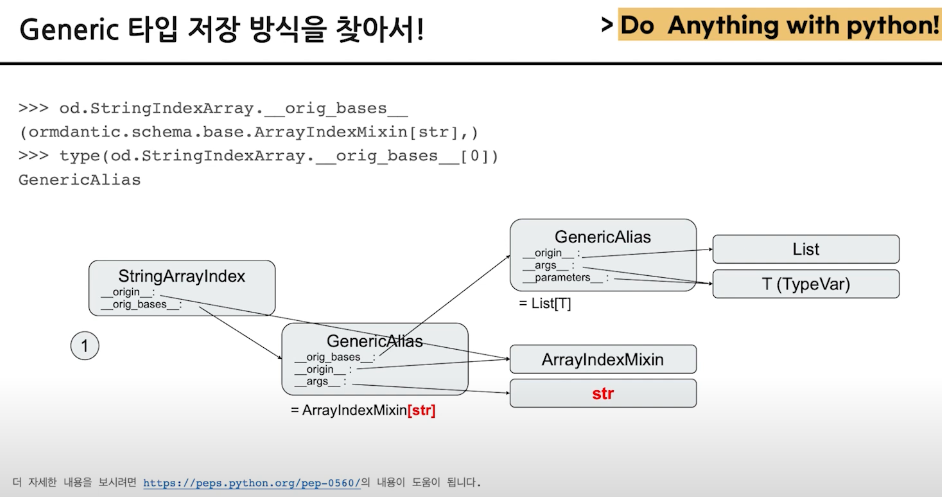 Generic 타입 저장 방식을 찾아서!
> Do Anything with python!
>>> od.StringIndexArray.__orig_bases__
(ormdantic.schema.base.ArrayIndexMixin[str],)
>>> type(od.StringIndexArray.__orig_bases__[0])
GenericAlias
StringArrayIndex
__origin__:
__orig_bases__:
1
GenericAlias
__orig_bases__:
__origin__ :
__args__ :
= ArrayIndexMixin[str]
GenericAlias
__origin__ :
__args__ :
__parameters__ :
= List[T]
List
T (TypeVar)
ArrayIndexMixin
str
더 자세한 내용을 보시려면 https://peps.python.org/pep-0560/의 내용이 도움이 됩니다.